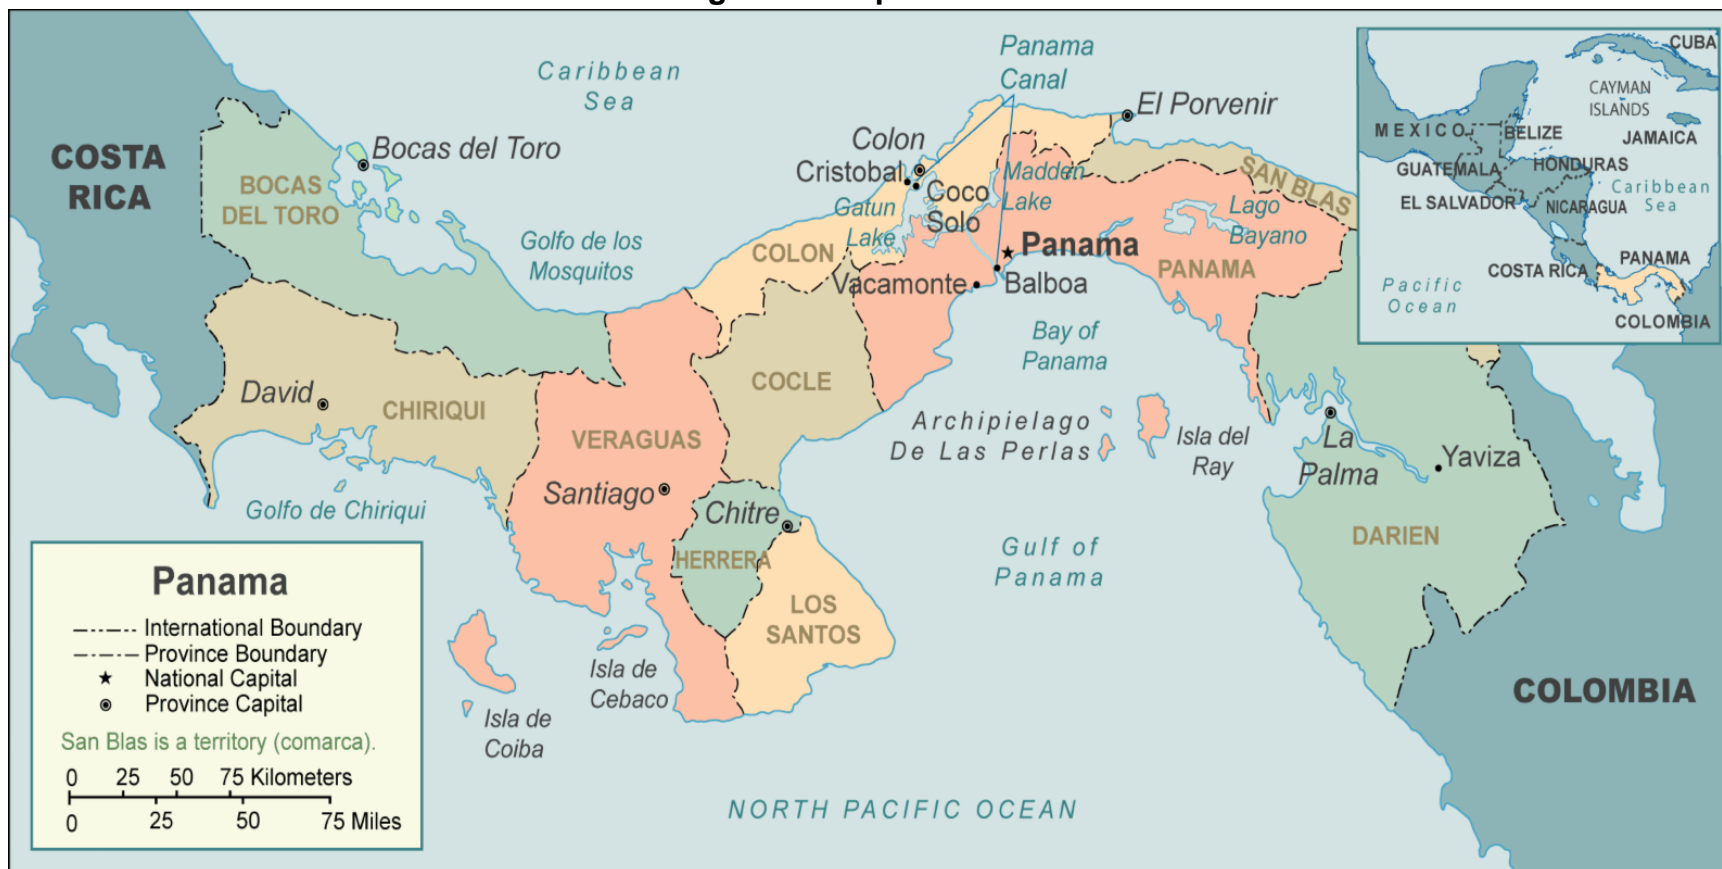 Caribbean
Sea
Panama
Canal
El Porvenir
Colon
Cristobal
Coco
Solo
Madden
Lake
Gatun
Lake
SAN BLAS
Lago
Bayano
Bocas del Toro
BOCAS
DEL TORO
COSTA
RICA
Golfo de los
Mosquitos
COLON
Panama
PANAMA
Vacamonte
Balboa
Bay of
Panama
COCLE
David
CHIRIQUI
VERAGUAS
Archipielago
De Las Perlas
Isla del
Ray
La
Palma
Yaviza
Santiago
Chitre
Golfo de Chiriqui
HERRERA
Gulf of
Panama
DARIEN
LOS
SANTOS
Isla de
Cebaco
Isla de
Coiba
COLOMBIA
NORTH PACIFIC OCEAN
CUBA
CAYMAN
ISLANDS
MEXICO
BELIZE
JAMAICA
GUATEMALA
HONDURAS
Caribbean
Sea
EL SALVADOR
NICARAGUA
PANAMA
COSTA RICA
Pacific
Ocean
COLOMBIA
Panama
International Boundary
Province Boundary
National Capital
Province Capital
San Blas is a territory (comarca).
0 25 50 75 Kilometers
0 25 50 75 Miles